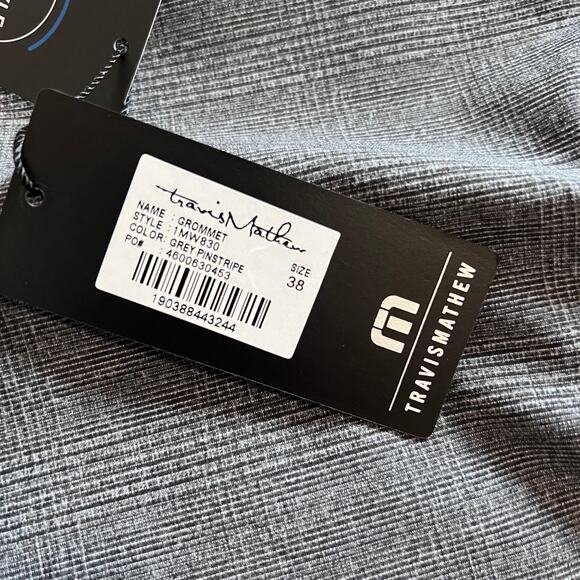 travisMathew
NAME : GROMMET
STYLE : 1MW830
COLOR: GREY PINSTRIPE
PO# : 4600630453
SIZE
38
190388443244
TRAVISMATHEW